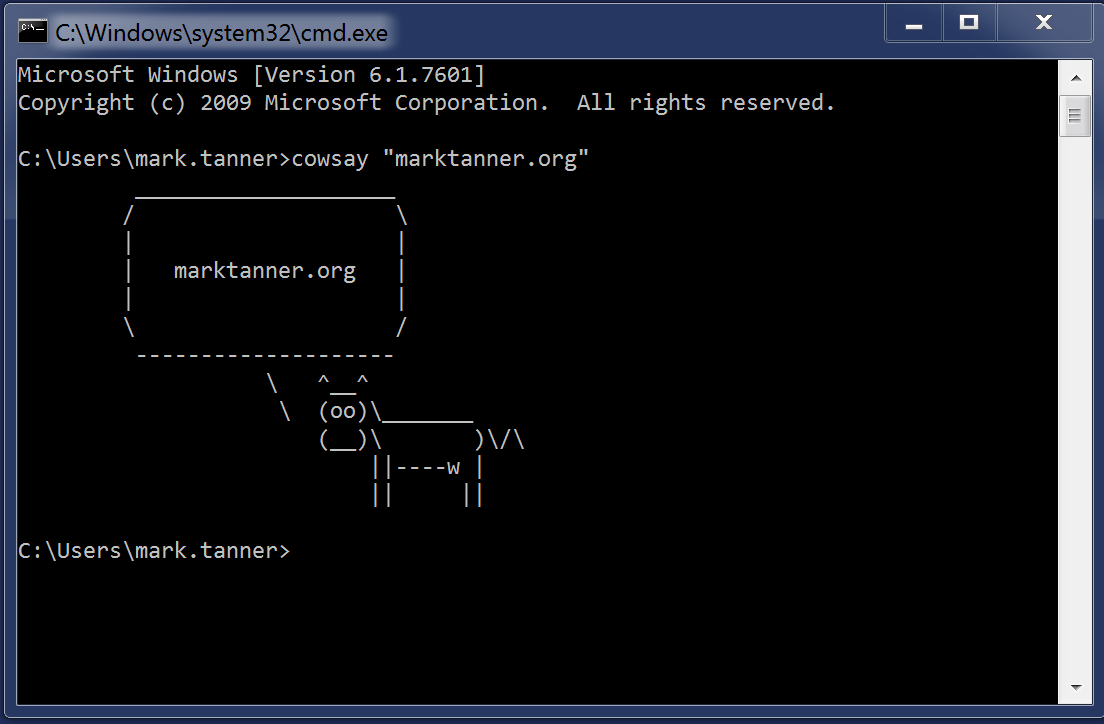 C:\Windows\system32\cmd.exe
Microsoft Windows [Version 6.1.7601]
Copyright (c) 2009 Microsoft Corporation.  All rights reserved.
C:\Users\mark.tanner>cowsay "marktanner.org"
         ____________________
        /                    \
        |                    |
        |   marktanner.org   |
        |                    |
        \                    /
         --------------------
                   \   ^__^
                    \  (oo)\_______
                       (__)\       )\/\
                           ||----w |
                           ||     ||
C:\Users\mark.tanner>